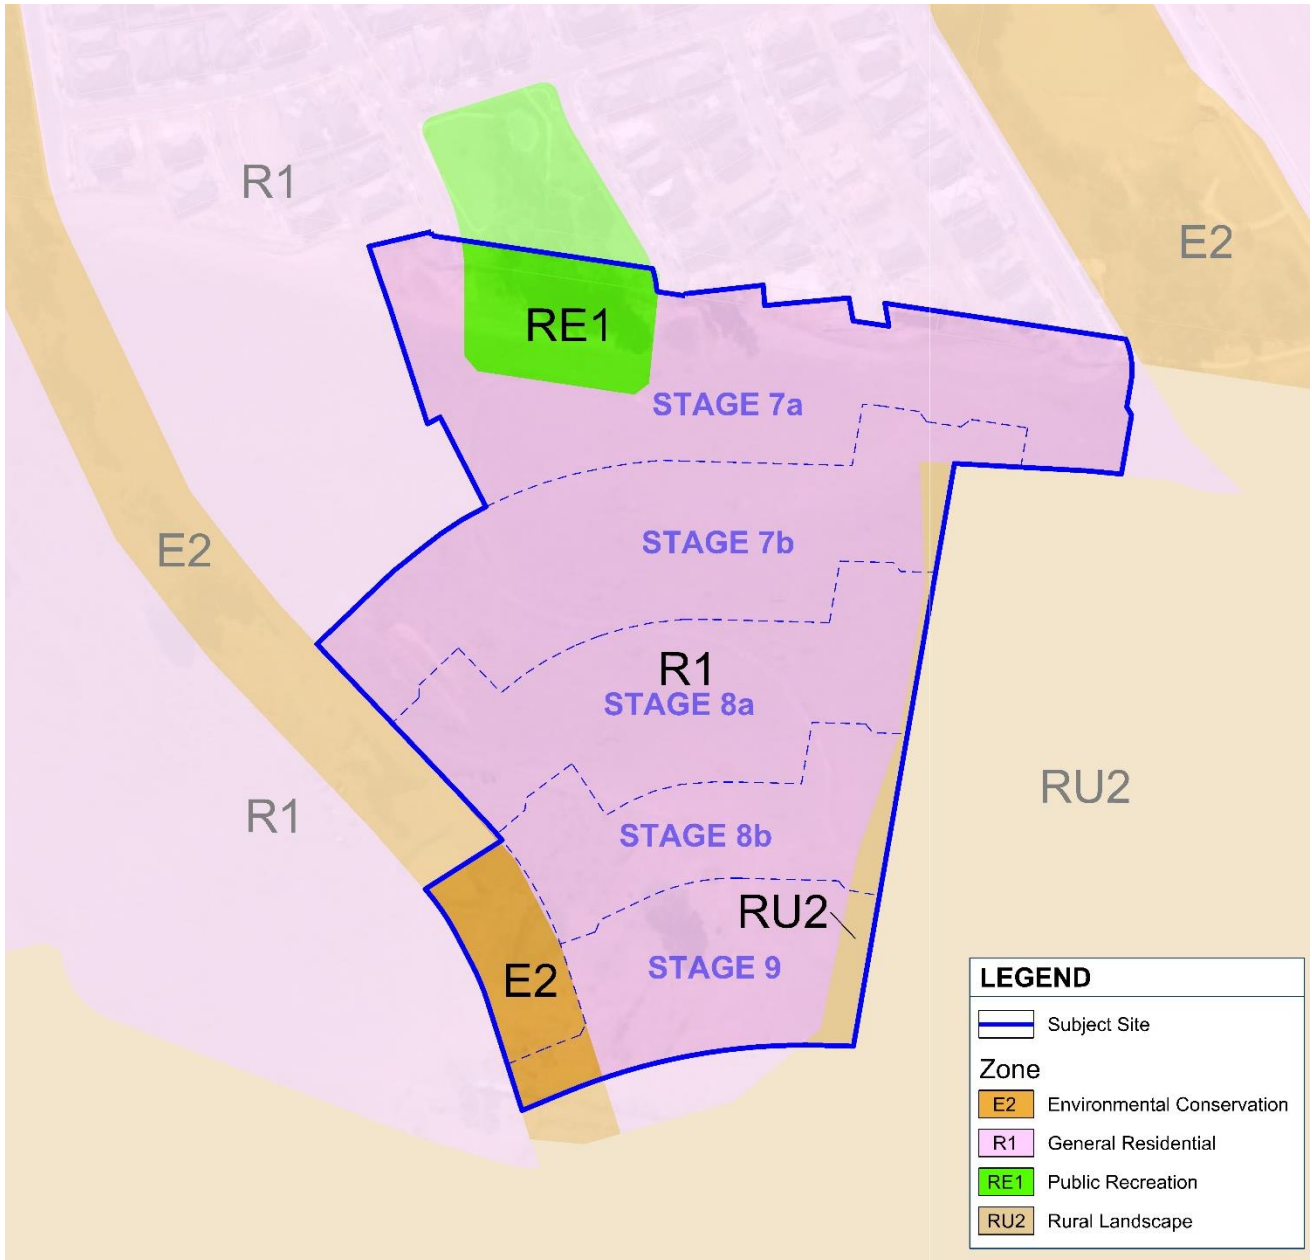 R1
E2
RE1
STAGE 7a
STAGE 7b
E2
R1
STAGE 8a
RU2
R1
STAGE 8b
RU2
STAGE 9
E2
LEGEND
Subject Site
Zone
E2 Environmental Conservation
R1 General Residential
RE1 Public Recreation
RU2 Rural Landscape